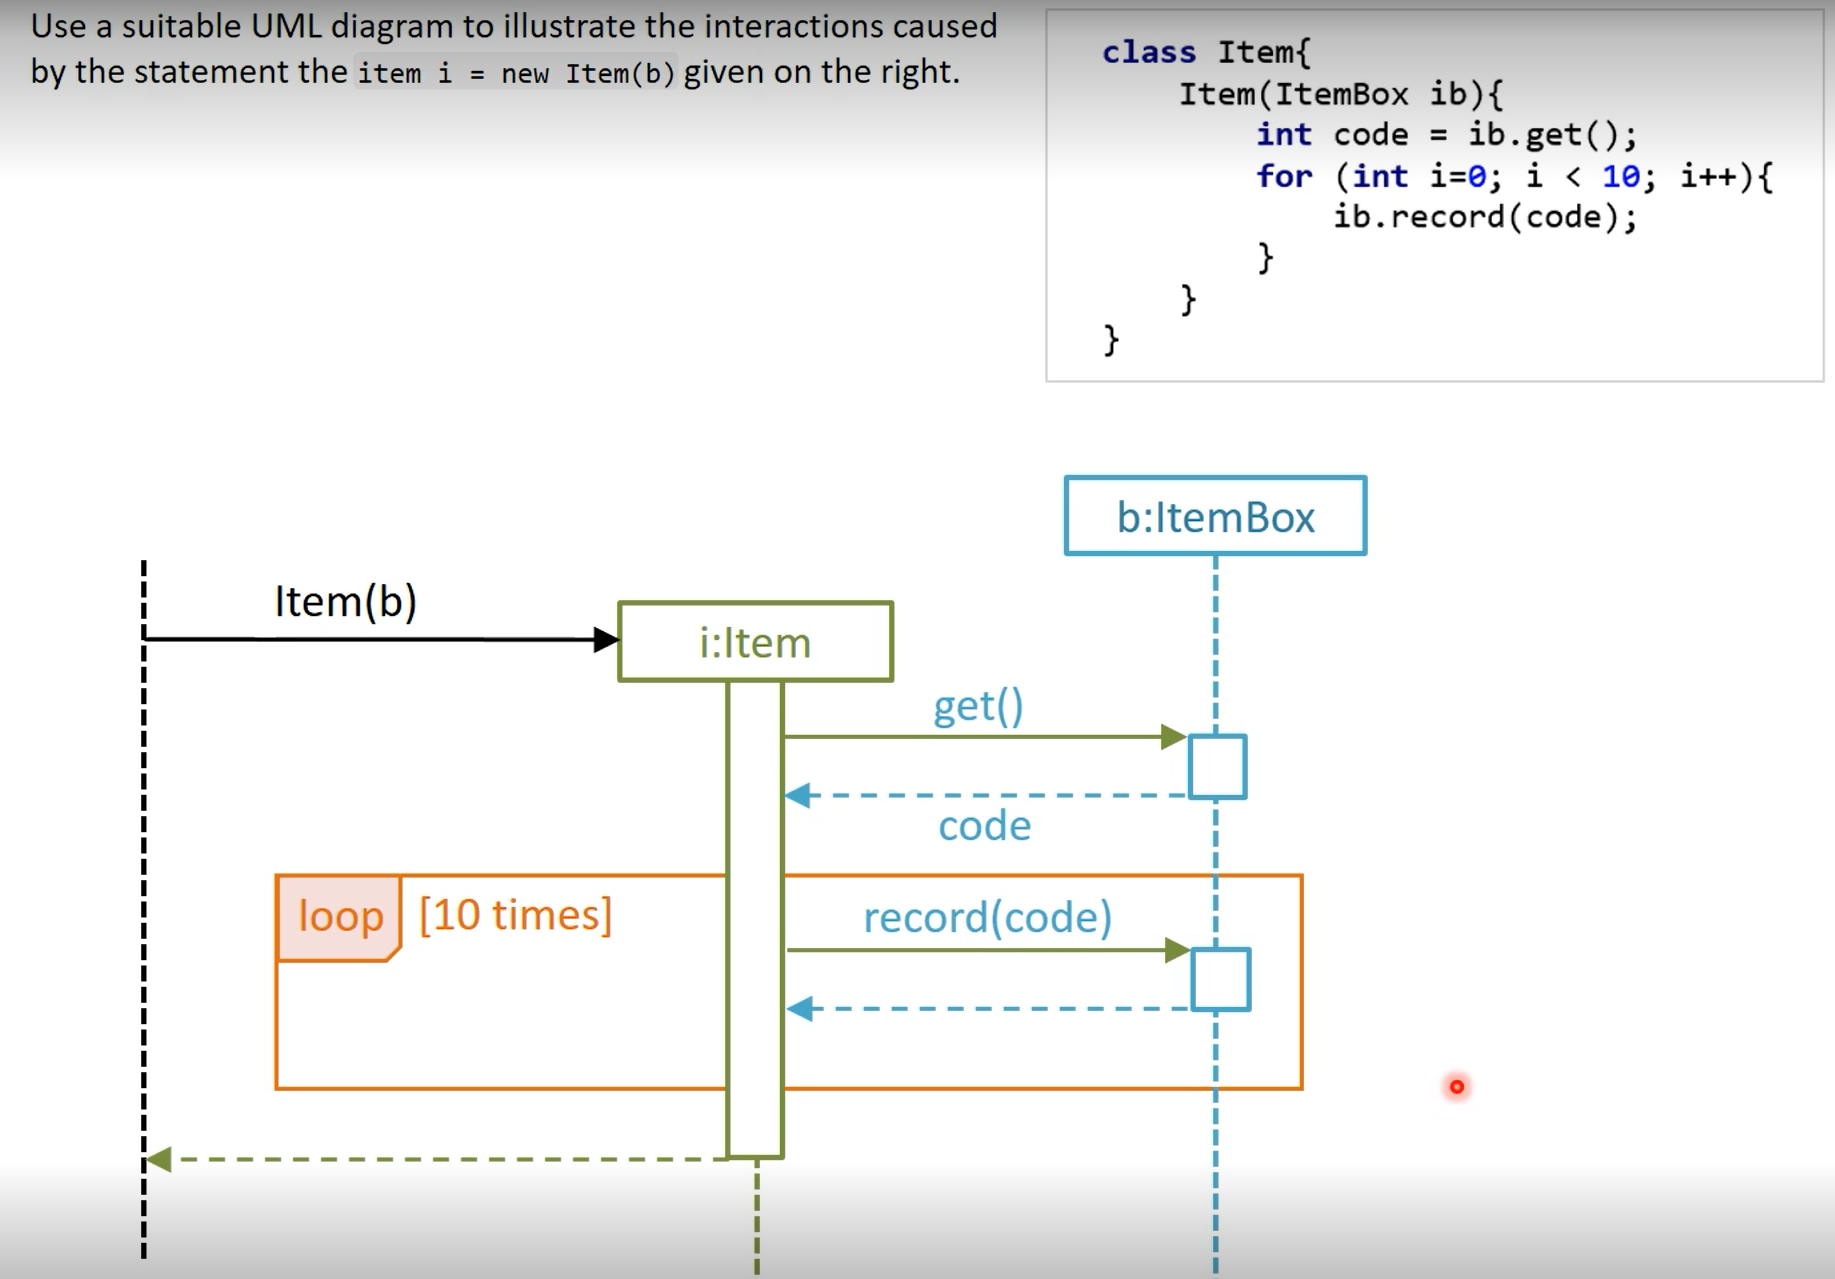 Use a suitable UML diagram to illustrate the interactions caused
by the statement the item i = new Item(b) given on the right.
class Item{
Item(ItemBox ib){
int code = ib.get();
for (int i=0; i < 10; i++){
ib.record(code);
}
}
}
b:ItemBox
Item(b)
i:Item
get()
code
loop [10 times]
record(code)